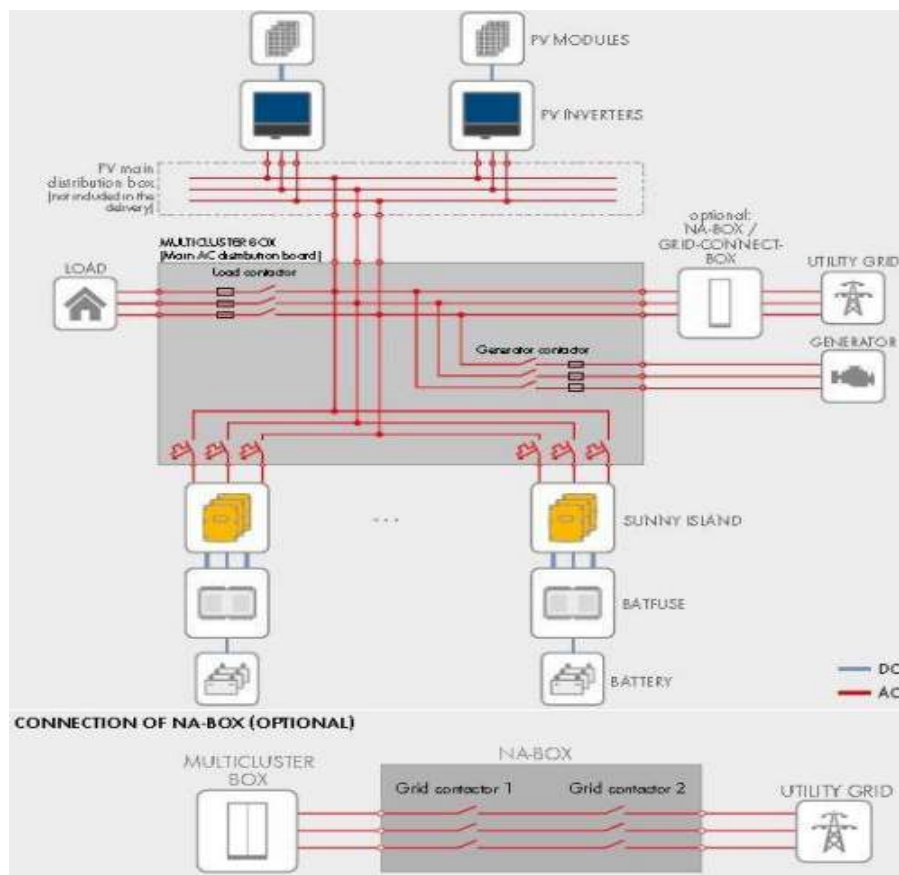 PV MODULES
PV INVERTERS
PV main
distribution box
(not included in the
delivery)
optional:
NA-BOX /
GRID-CONNECT-
BOX
MULTICLUSTER BOX
(Main AC distribution board)
LOAD
Load contactor
UTILITY GRID
Generator contactor
GENERATOR
...
SUNNY ISLAND
BATFUSE
BATTERY
DC
AC
CONNECTION OF NA-BOX (OPTIONAL)
MULTICLUSTER
BOX
NA-BOX
Grid contactor 1
Grid contactor 2
UTILITY GRID